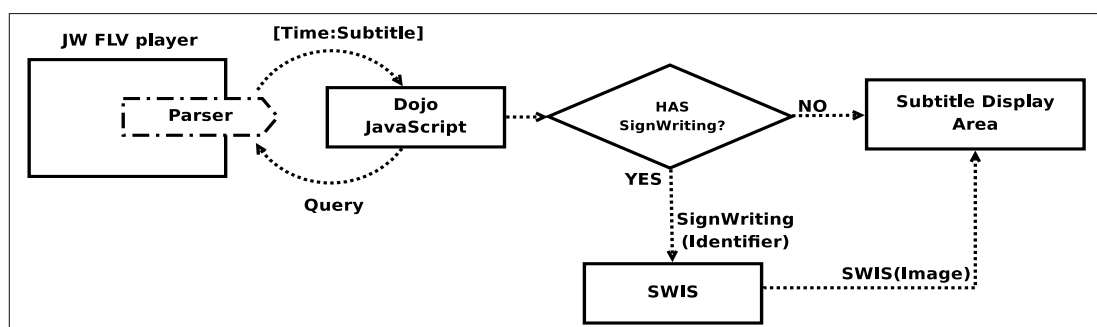 JW FLV player
[Time:Subtitle]
Parser
Dojo
JavaScript
Query
HAS
SignWriting?
NO
YES
Subtitle Display
Area
SignWriting
(Identifier)
SWIS
SWIS(Image)